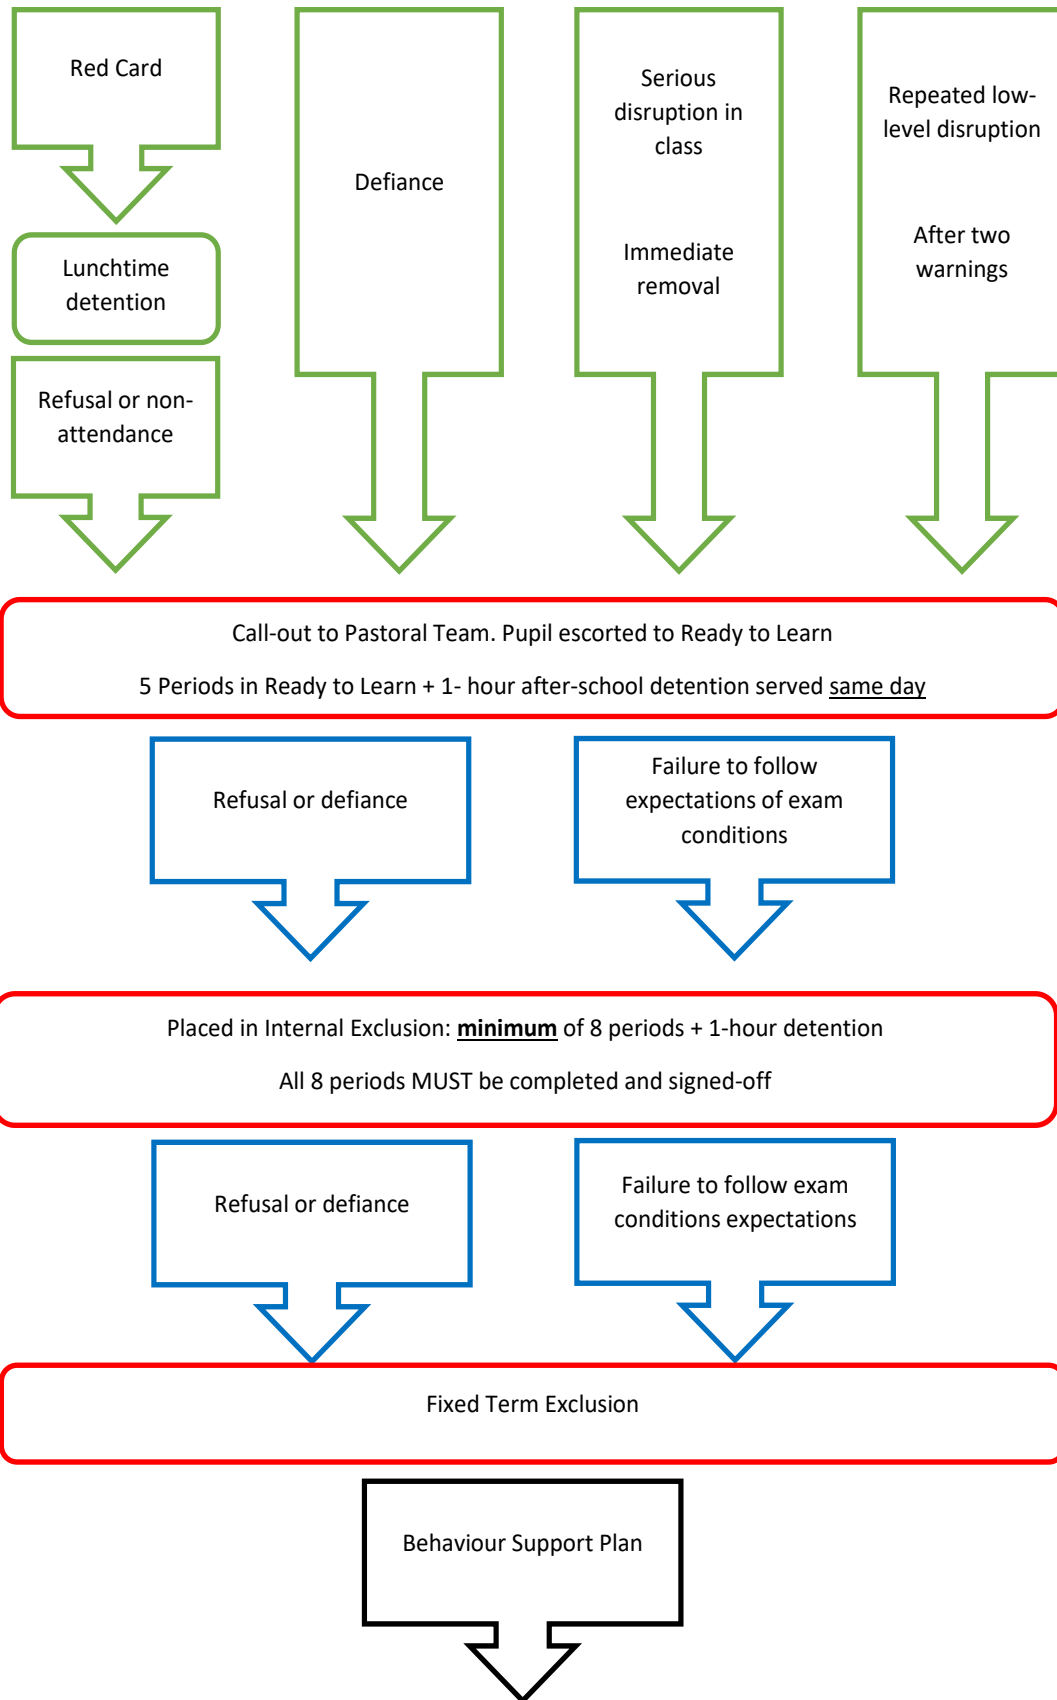 Red Card
Lunchtime
detention
Refusal or non-
attendance
Defiance
Serious
disruption in
class
Immediate
removal
Repeated low-
level disruption
After two
warnings
Call-out to Pastoral Team. Pupil escorted to Ready to Learn
5 Periods in Ready to Learn + 1- hour after-school detention served same day
Refusal or defiance
Failure to follow
expectations of exam
conditions
Placed in Internal Exclusion: minimum of 8 periods + 1-hour detention
All 8 periods MUST be completed and signed-off
Refusal or defiance
Failure to follow exam
conditions expectations
Fixed Term Exclusion
Behaviour Support Plan